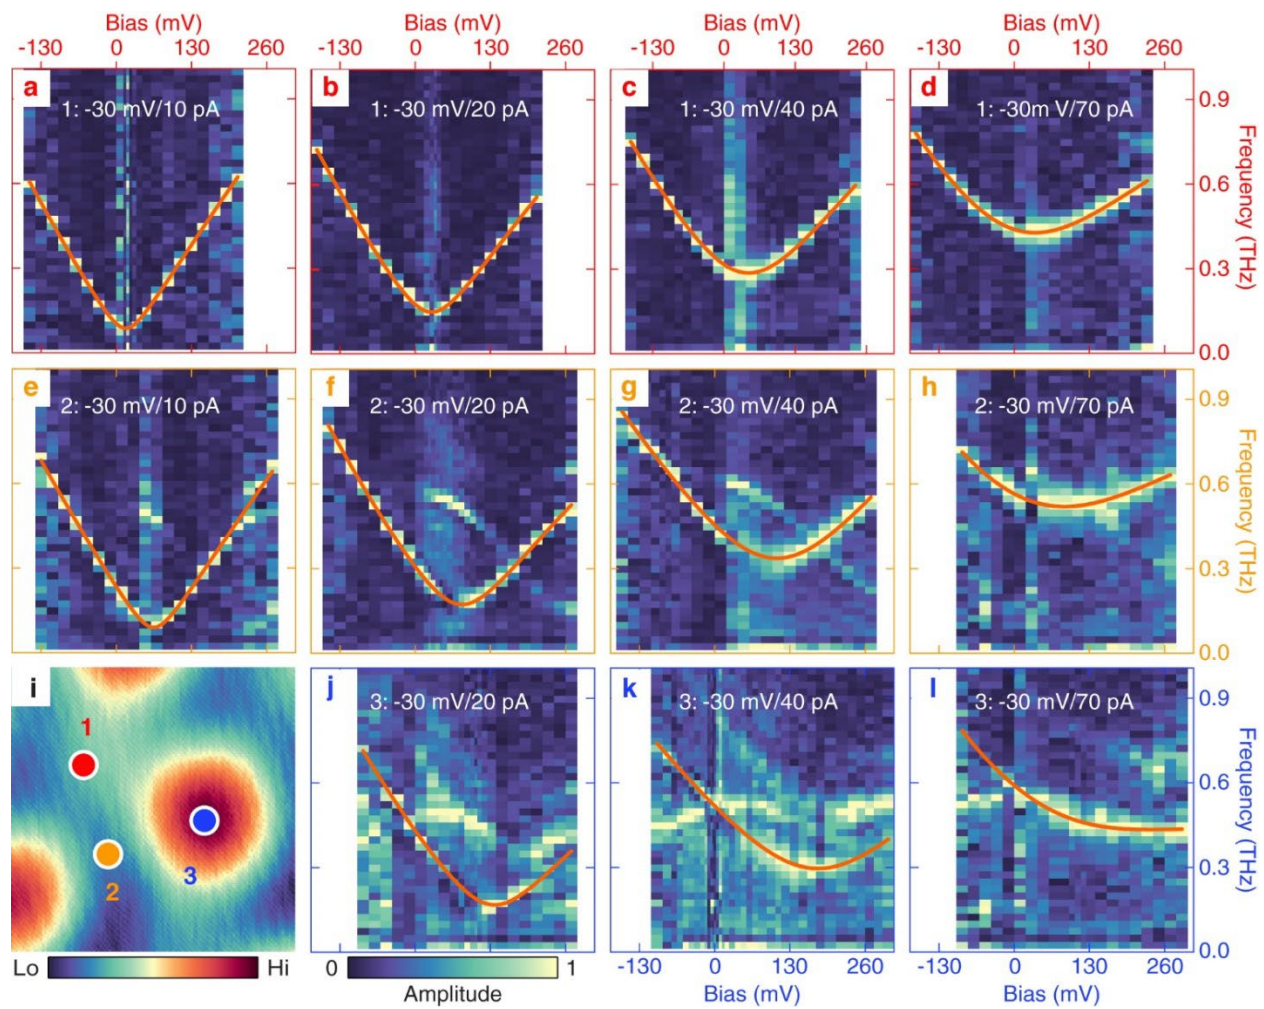 Bias (mV) Bias (mV) Bias (mV) Bias (mV)
-130 0 130 260 -130 0 130 260 -130 0 130 260 -130 0 130 260
a 1: -30 mV/10 pA b 1: -30 mV/20 pA c 1: -30 mV/40 pA d 1: -30m V/70 pA
0.9
0.6
0.3
0.0
Frequency (THz)
e 2: -30 mV/10 pA f 2: -30 mV/20 pA g 2: -30 mV/40 pA h 2: -30 mV/70 pA
0.9
0.6
0.3
0.0
Frequency (THz)
i j 3: -30 mV/20 pA k 3: -30 mV/40 pA l 3: -30 mV/70 pA
1
2
3
0.9
0.6
0.3
0.0
Frequency (THz)
Lo Hi 0 1 -130 0 130 260 -130 0 130 260
Amplitude Bias (mV) Bias (mV)